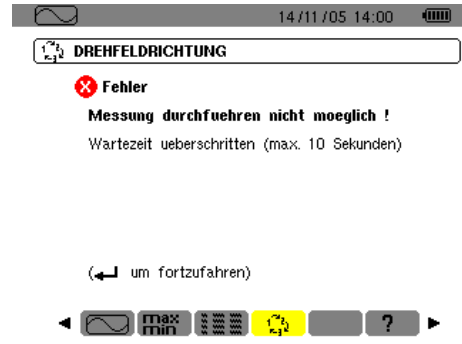 14/11/05 14:00
DREHFELDRICHTUNG
Fehler
Messung durchfuehren nicht moeglich !
Wartezeit ueberschritten (max. 10 Sekunden)
(↵ um fortzufahren)
max
min
?